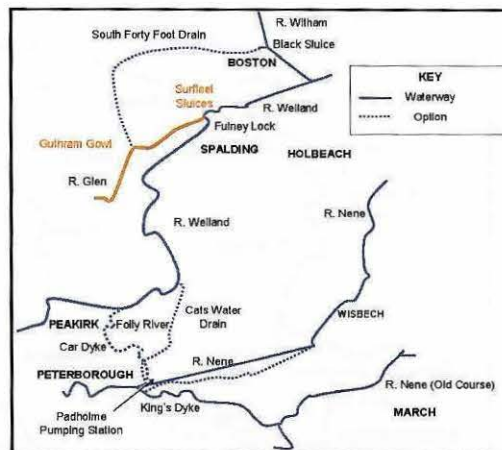 R. Witham
South Forty Foot Drain
Black Sluice
BOSTON
KEY
Waterway
Option
Surfleet
Sluices
R. Welland
Fulney Lock
Guthram Gowt
SPALDING
HOLBEACH
R. Glen
R. Nene
R. Welland
Cats Water
Drain
PEAKIRK
Folly River
WISBECH
Car Dyke
R. Nene
PETERBOROUGH
R. Nene (Old Course)
King's Dyke
MARCH
Padholme
Pumping Station